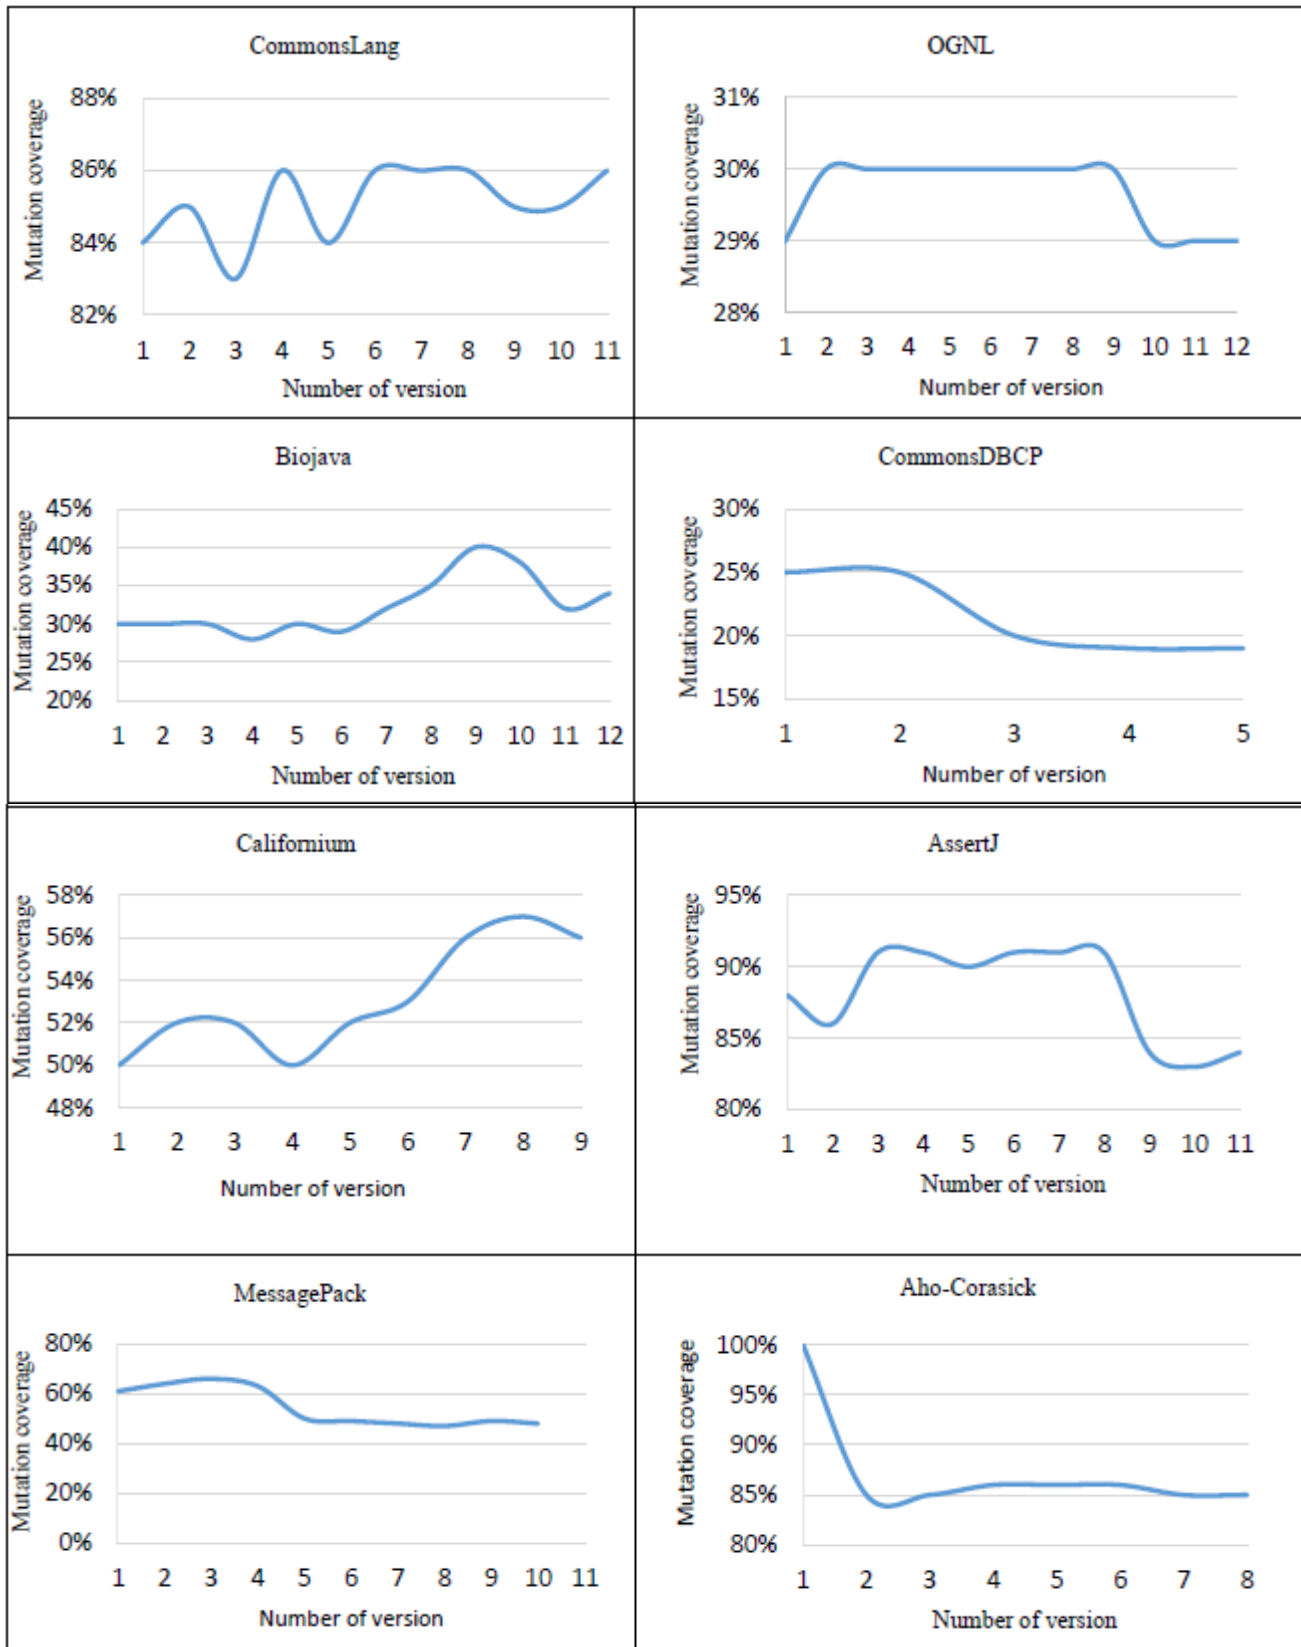 CommonsLang
Mutation coverage
88%
86%
84%
82%
1 2 3 4 5 6 7 8 9 10 11
Number of version
OGNL
Mutation coverage
31%
30%
29%
28%
1 2 3 4 5 6 7 8 9 10 11 12
Number of version
Biojava
Mutation coverage
45%
40%
35%
30%
25%
20%
1 2 3 4 5 6 7 8 9 10 11 12
Number of version
CommonsDBCP
Mutation coverage
30%
25%
20%
15%
1 2 3 4 5
Number of version
Californium
Mutation coverage
58%
56%
54%
52%
50%
48%
1 2 3 4 5 6 7 8 9
Number of version
AssertJ
Mutation coverage
95%
90%
85%
80%
1 2 3 4 5 6 7 8 9 10 11
Number of version
MessagePack
Mutation coverage
80%
60%
40%
20%
0%
1 2 3 4 5 6 7 8 9 10 11
Number of version
Aho-Corasick
Mutation coverage
100%
95%
90%
85%
80%
1 2 3 4 5 6 7 8
Number of version